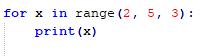 for x in range(2, 5, 3):
    print(x)